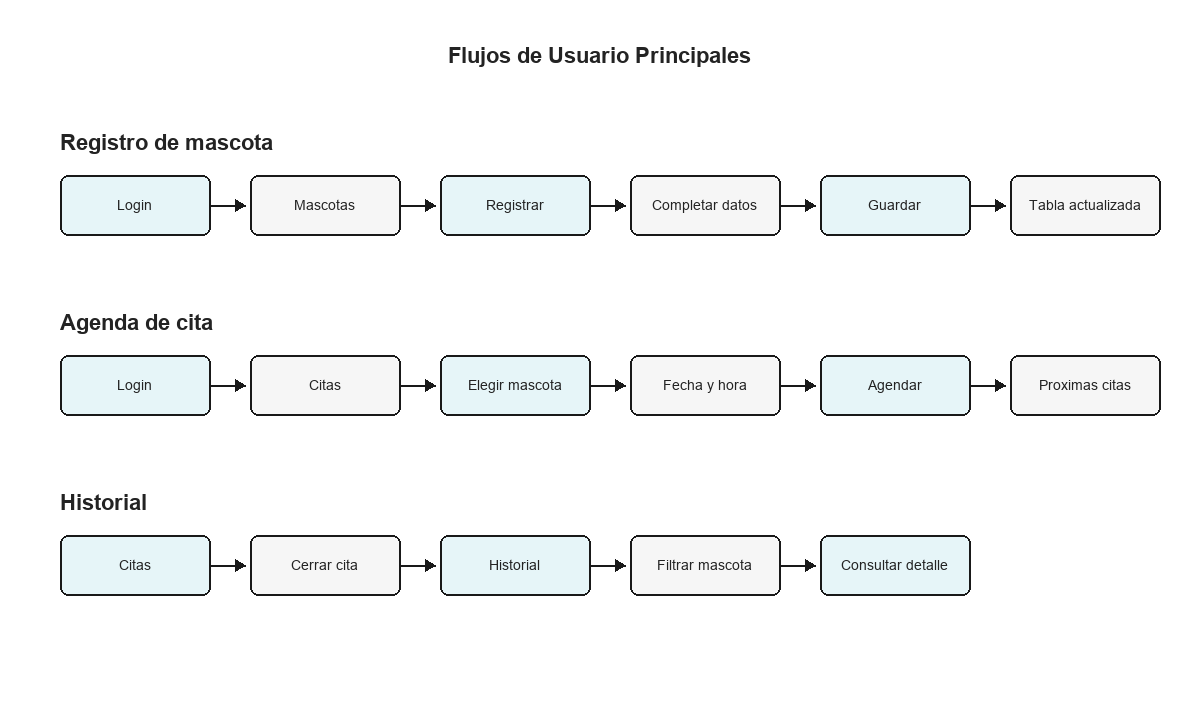 Flujos de Usuario Principales
Registro de mascota
Login
Mascotas
Registrar
Completar datos
Guardar
Tabla actualizada
Agenda de cita
Login
Citas
Elegir mascota
Fecha y hora
Agendar
Proximas citas
Historial
Citas
Cerrar cita
Historial
Filtrar mascota
Consultar detalle